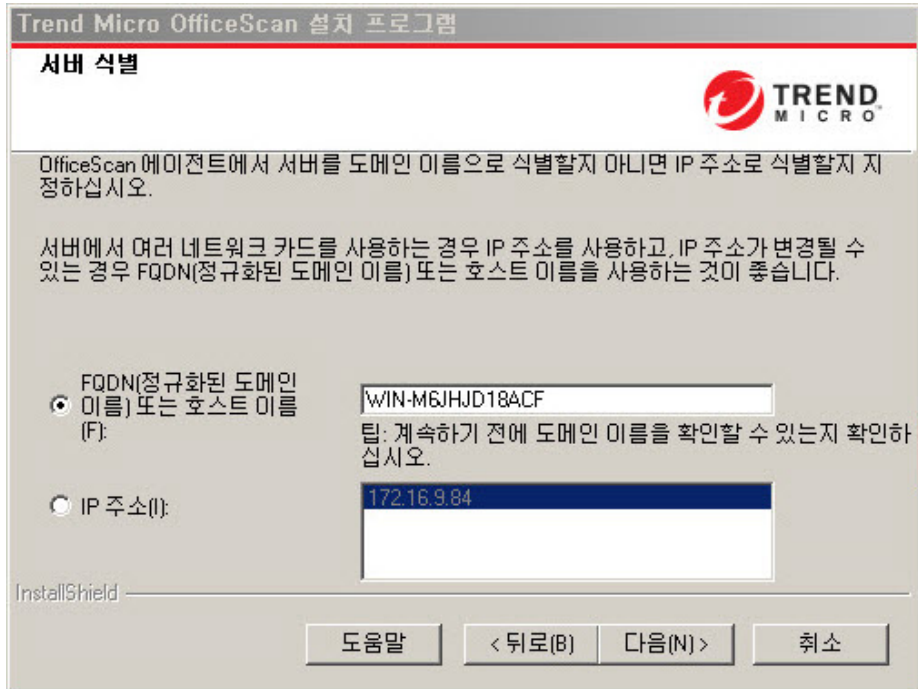 Trend Micro OfficeScan 설치 프로그램
서버 식별
TREND
MICRO
OfficeScan 에이전트에서 서버를 도메인 이름으로 식별할지 아니면 IP 주소로 식별할지 지
정하십시오.
서버에서 여러 네트워크 카드를 사용하는 경우 IP 주소를 사용하고, IP 주소가 변경될 수
있는 경우 FQDN(정규화된 도메인 이름) 또는 호스트 이름을 사용하는 것이 좋습니다.
FQDN(정규화된 도메인
이름) 또는 호스트 이름
(F):
WIN-M6JHJD18ACF
팁: 계속하기 전에 도메인 이름을 확인할 수 있는지 확인하
십시오.
IP 주소(I):
172.16.9.84
InstallShield
도움말
< 뒤로(B)
다음(N) >
취소